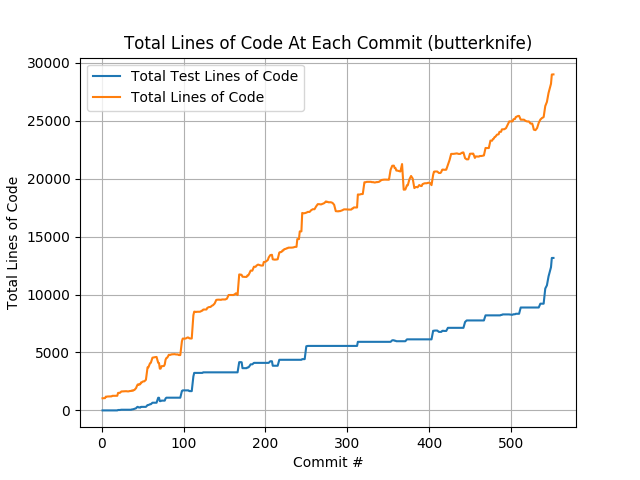 Total Lines of Code At Each Commit (butterknife)
Total Test Lines of Code
Total Lines of Code
Total Lines of Code
30000
25000
20000
15000
10000
5000
0
0 100 200 300 400 500
Commit #